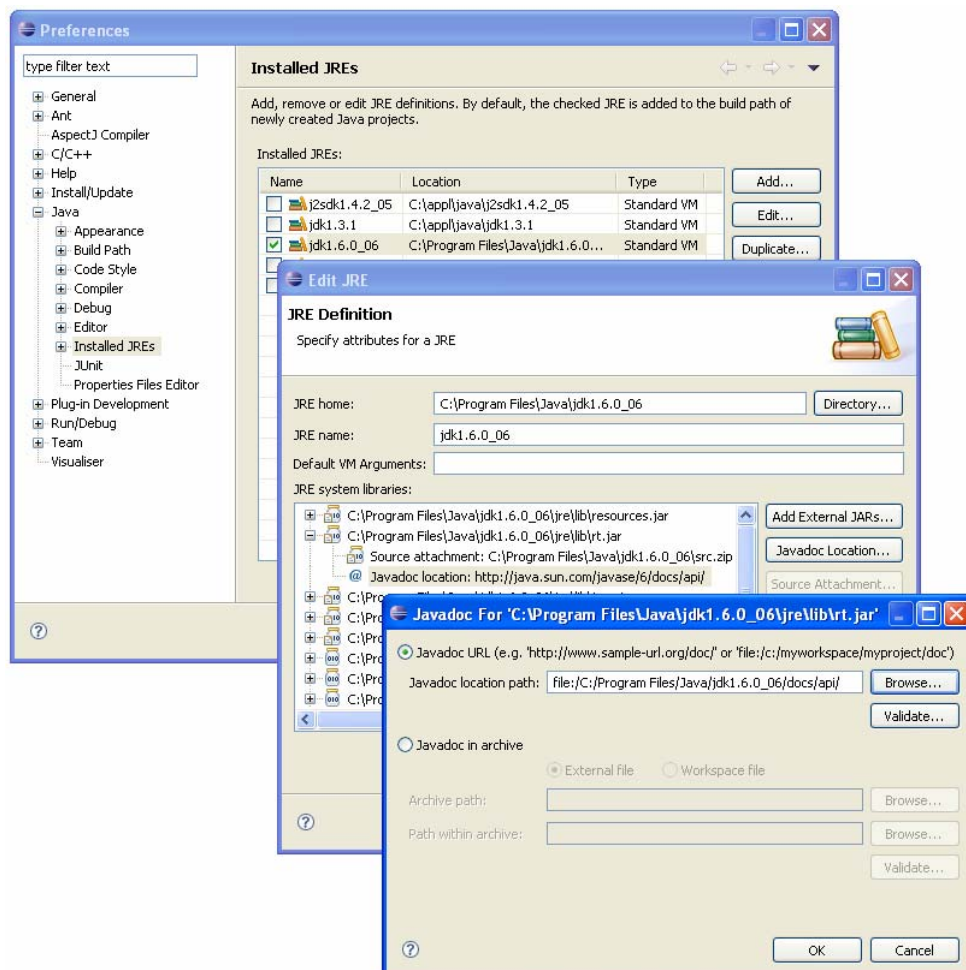 Preferences
type filter text
General
Ant
AspectJ Compiler
C/C++
Help
Install/Update
Java
Appearance
Build Path
Code Style
Compiler
Debug
Editor
Installed JREs
JUnit
Properties Files Editor
Plug-in Development
Run/Debug
Team
Visualiser
Installed JREs
Add, remove or edit JRE definitions. By default, the checked JRE is added to the build path of
newly created Java projects.
Installed JREs:
Name Location Type
j2sdk1.4.2_05 C:\appl\java\j2sdk1.4.2_05 Standard VM
jdk1.3.1 C:\appl\java\jdk1.3.1 Standard VM
jdk1.6.0_06 C:\Program Files\Java\jdk1.6.0... Standard VM
Add...
Edit...
Duplicate...
Edit JRE
JRE Definition
Specify attributes for a JRE
JRE home: C:\Program Files\Java\jdk1.6.0_06 Directory...
JRE name: jdk1.6.0_06
Default VM Arguments:
JRE system libraries:
C:\Program Files\Java\jdk1.6.0_06\jre\lib\resources.jar
C:\Program Files\Java\jdk1.6.0_06\jre\lib\rt.jar
Source attachment: C:\Program Files\Java\jdk1.6.0_06\src.zip
@ Javadoc location: http://java.sun.com/javase/6/docs/api/
C:\Pro
C:\Pro
C:\Pro
C:\Pro
C:\Pro
Add External JARs...
Javadoc Location...
Source Attachment...
Javadoc For 'C:\Program Files\Java\jdk1.6.0_06\jre\lib\rt.jar'
Javadoc URL (e.g. 'http://www.sample-url.org/doc/' or 'file:/c:/myworkspace/myproject/doc')
Javadoc location path: file:/C:/Program Files/Java/jdk1.6.0_06/docs/api/ Browse...
Validate...
Javadoc in archive
External file Workspace file
Archive path: Browse...
Path within archive: Browse...
Validate...
OK Cancel